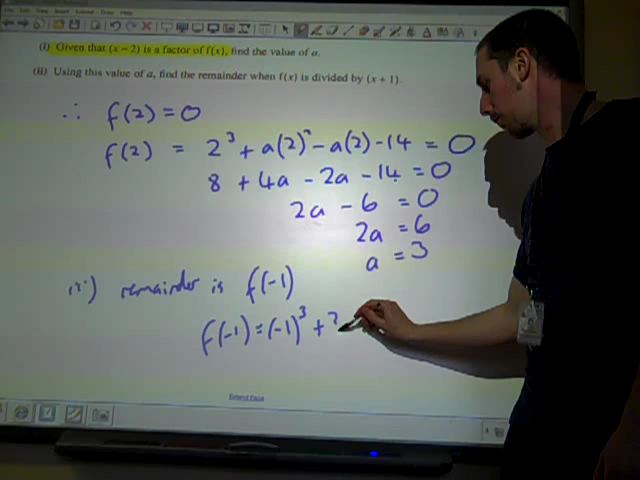 (i) Given that (x − 2) is a factor of f(x), find the value of a.
(ii) Using this value of a, find the remainder when f(x) is divided by (x + 1).
∴ f(2) = 0
f(2) = 2³ + a(2)² − a(2) − 14 = 0
8 + 4a − 2a − 14 = 0
2a − 6 = 0
2a = 6
a = 3
ii) remainder is f(-1)
f(-1) = (-1)³ + 3